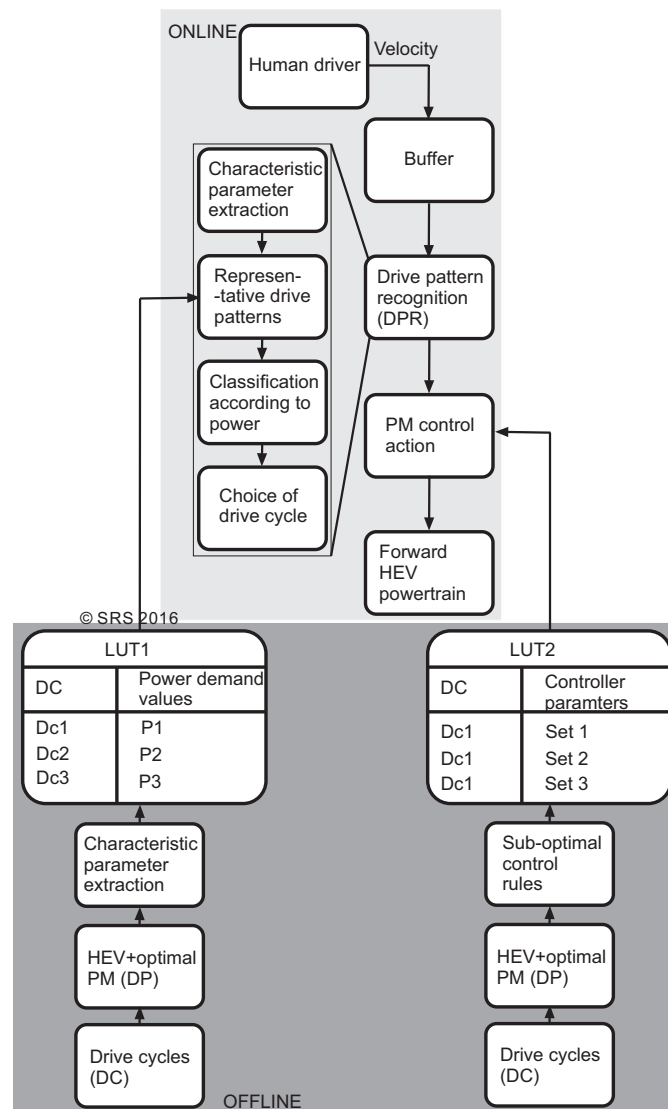 ONLINE
Human driver
Velocity
Buffer
Characteristic
parameter
extraction
Represen-
-tative drive
patterns
Drive pattern
recognition
(DPR)
Classification
according to
power
PM control
action
Choice of
drive cycle
Forward
HEV
powertrain
© SRS 2016
LUT1
DC
Power demand
values
Dc1
P1
Dc2
P2
Dc3
P3
LUT2
DC
Controller
paramters
Dc1
Set 1
Dc1
Set 2
Dc1
Set 3
Characteristic
parameter
extraction
Sub-optimal
control
rules
HEV+optimal
PM (DP)
HEV+optimal
PM (DP)
Drive cycles
(DC)
Drive cycles
(DC)
OFFLINE